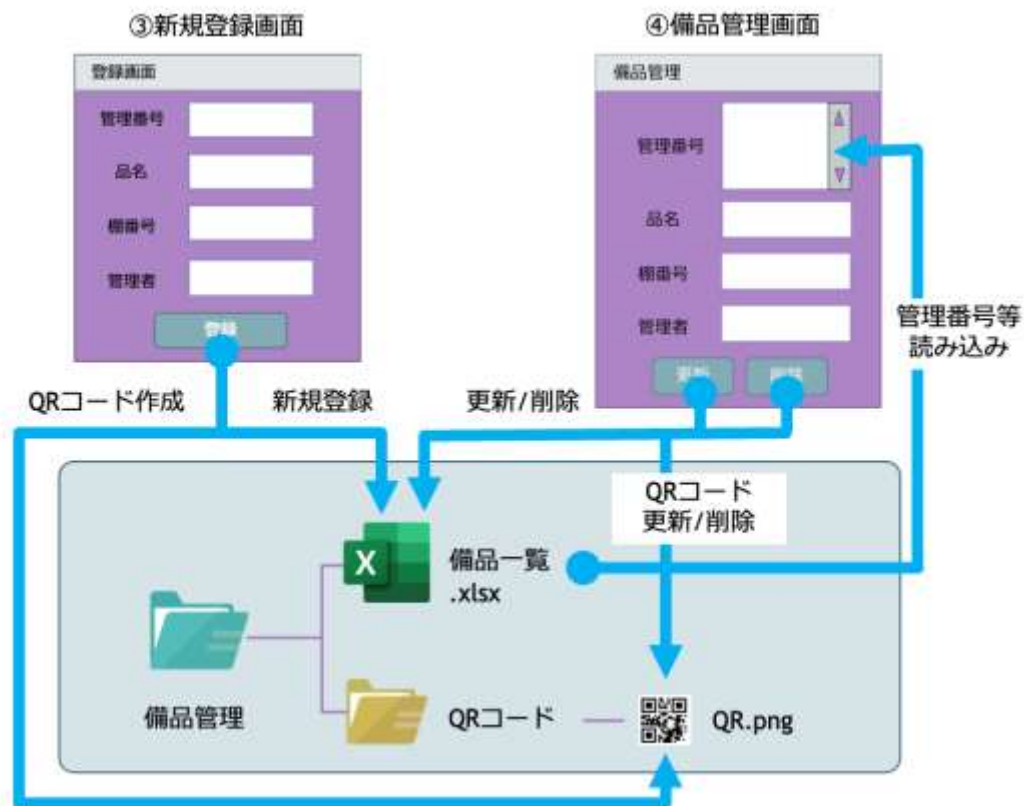 ③新規登録画面
登録画面
管理番号
品名
棚番号
管理者
登録
④備品管理画面
備品管理
管理番号
品名
棚番号
管理者
更新
削除
管理番号等
読み込み
QRコード作成
新規登録
更新/削除
QRコード
更新/削除
X
備品一覧
.xlsx
備品管理
QRコード
QR.png